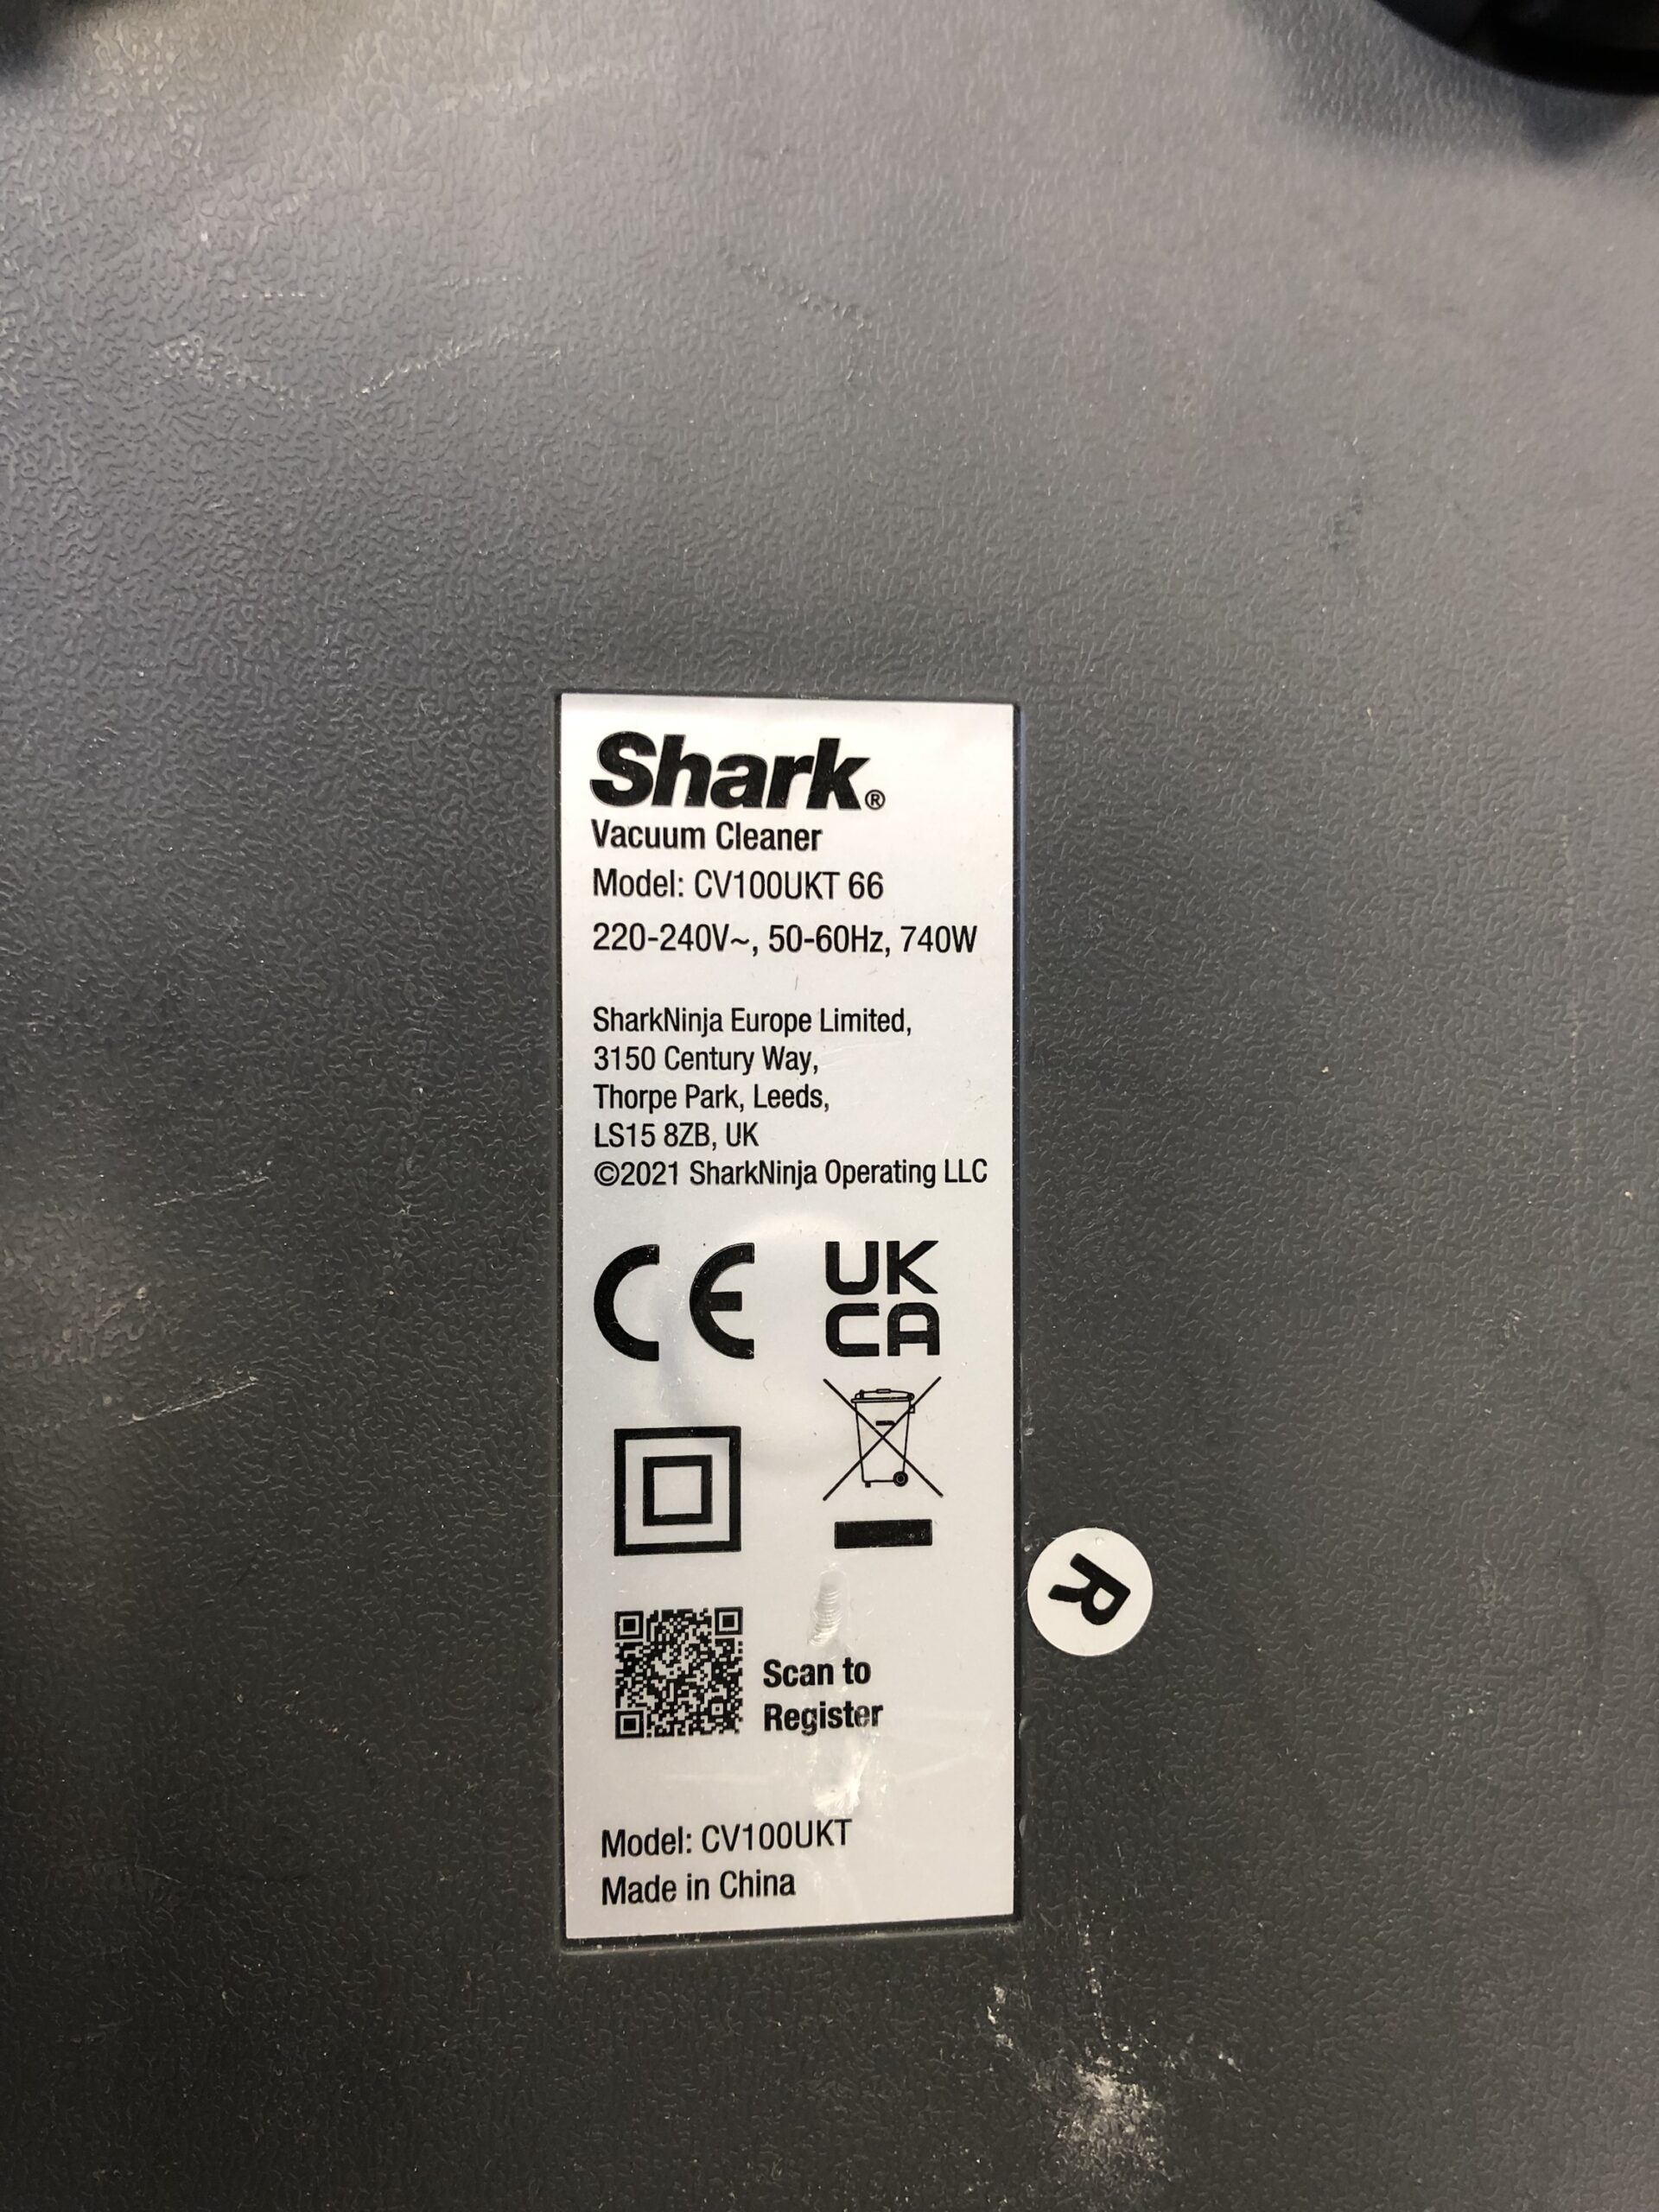 Shark®
Vacuum Cleaner
Model: CV100UKT 66
220-240V~, 50-60Hz, 740W
SharkNinja Europe Limited,
3150 Century Way,
Thorpe Park, Leeds,
LS15 8ZB, UK
©2021 SharkNinja Operating LLC
CE
UK
CA
R
Scan to
Register
Model: CV100UKT
Made in China